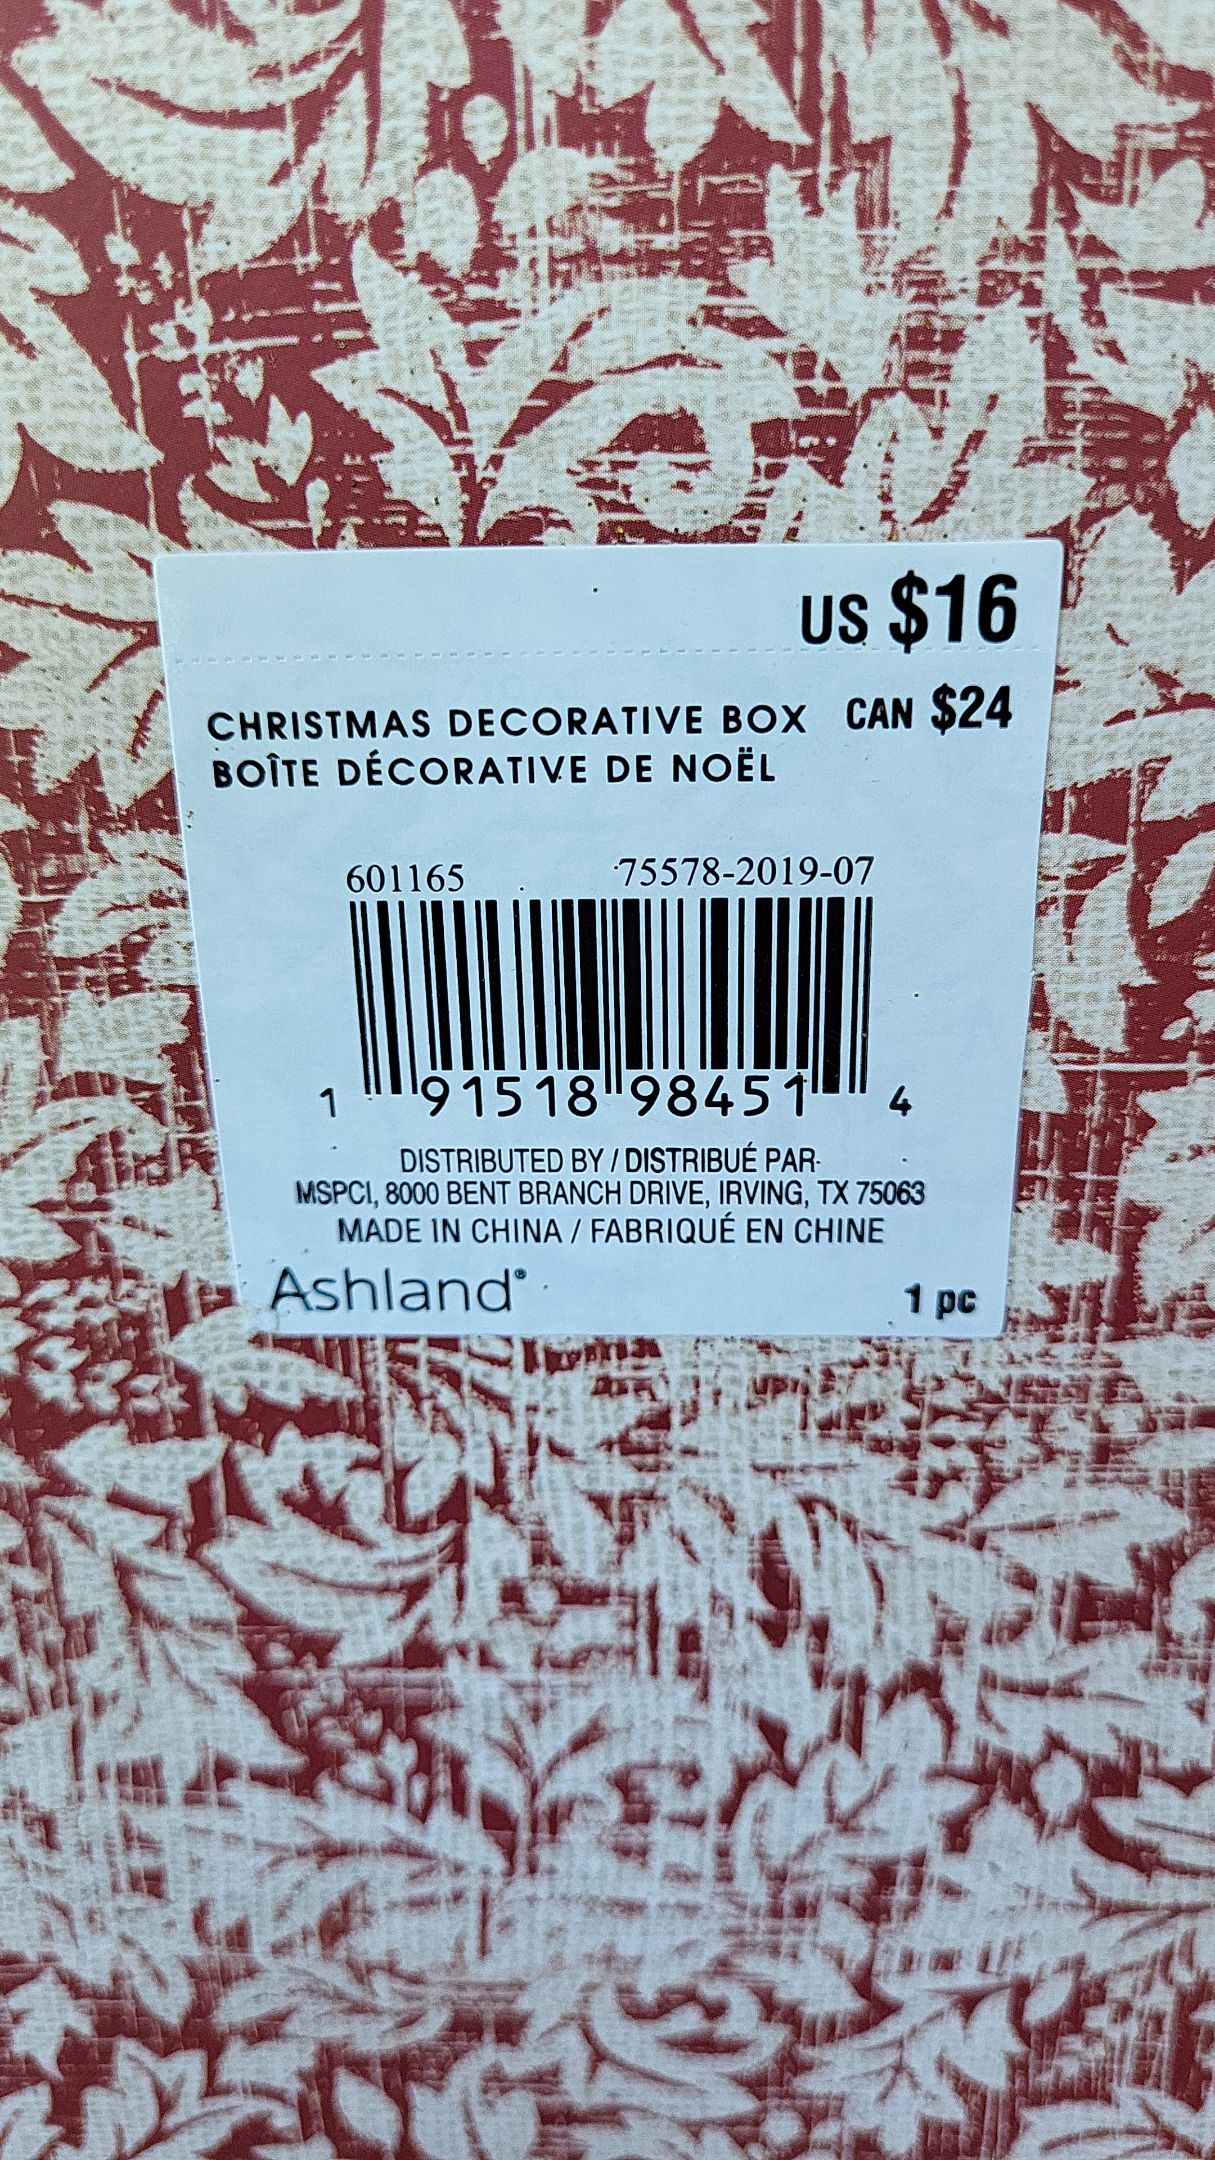 US $16
CHRISTMAS DECORATIVE BOX CAN $24
BOÎTE DÉCORATIVE DE NOËL
601165 75578-2019-07
1 91518 98451 4
DISTRIBUTED BY / DISTRIBUÉ PAR
MSPCI, 8000 BENT BRANCH DRIVE, IRVING, TX 75063
MADE IN CHINA / FABRIQUÉ EN CHINE
Ashland® 1 pc